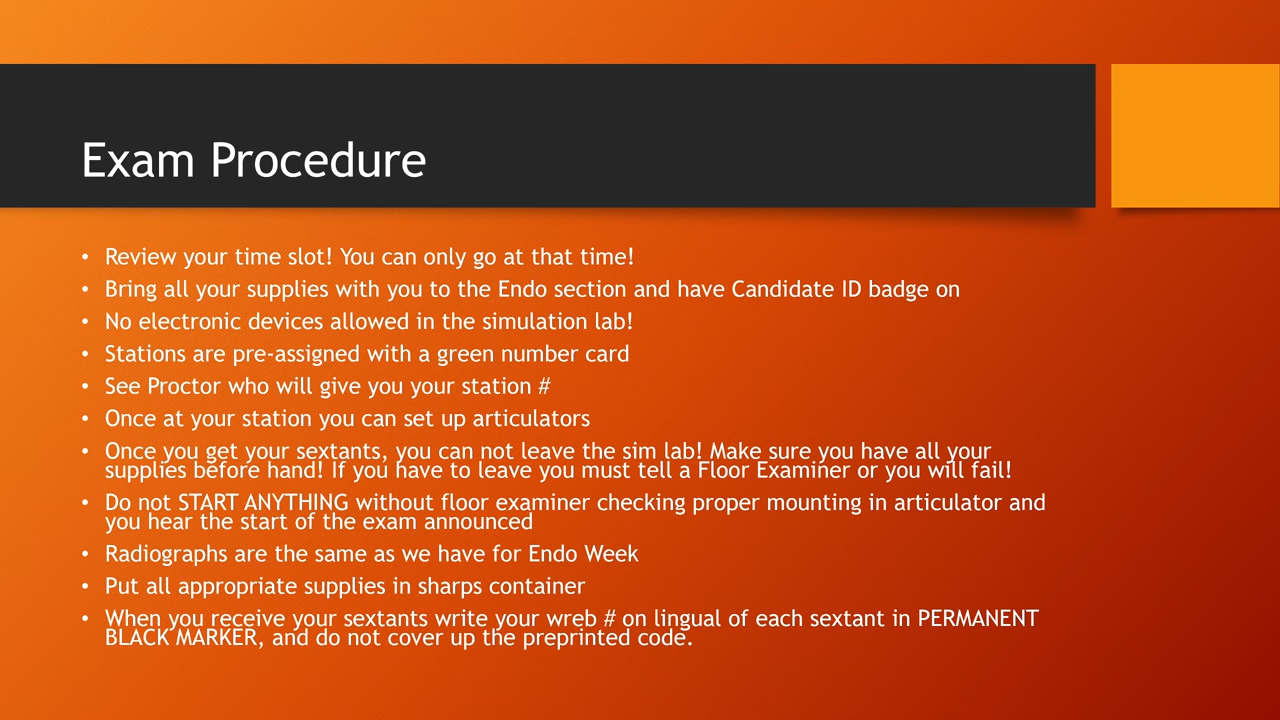 Exam Procedure
• Review your time slot! You can only go at that time!
• Bring all your supplies with you to the Endo section and have Candidate ID badge on
• No electronic devices allowed in the simulation lab!
• Stations are pre-assigned with a green number card
• See Proctor who will give you your station #
• Once at your station you can set up articulators
• Once you get your sextants, you can not leave the sim lab! Make sure you have all your
supplies before hand! If you have to leave you must tell a Floor Examiner or you will fail!
• Do not START ANYTHING without floor examiner checking proper mounting in articulator and
you hear the start of the exam announced
• Radiographs are the same as we have for Endo Week
• Put all appropriate supplies in sharps container
• When you receive your sextants write your wreb # on lingual of each sextant in PERMANENT
BLACK MARKER, and do not cover up the preprinted code.